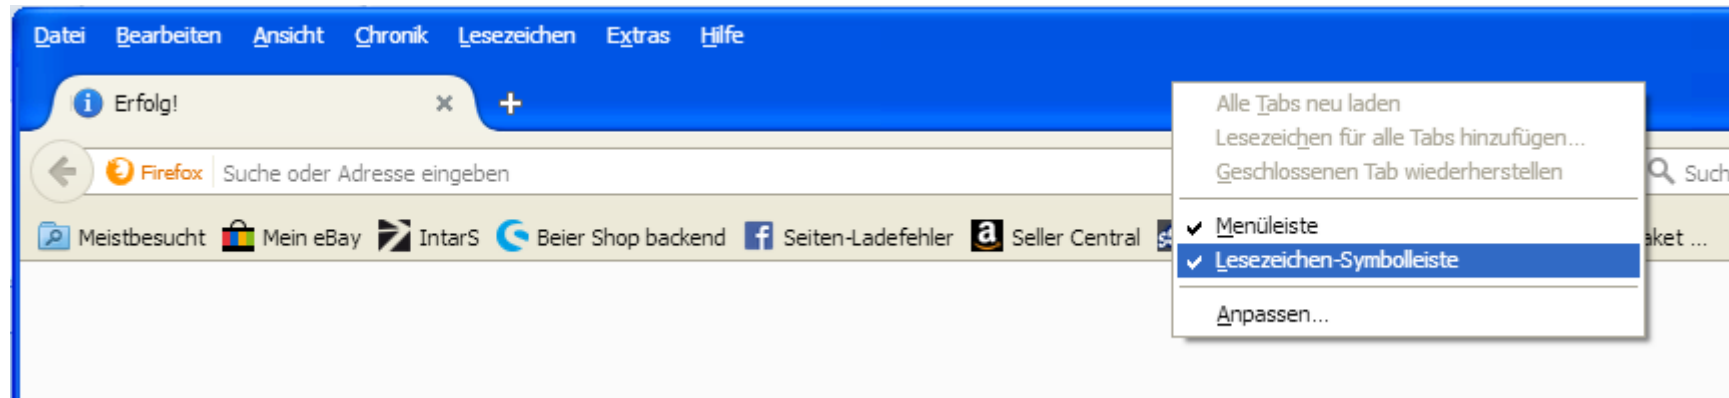 Datei Bearbeiten Ansicht Chronik Lesezeichen Extras Hilfe
Erfolg!
Alle Tabs neu laden
Lesezeichen für alle Tabs hinzufügen...
Firefox Suche oder Adresse eingeben
Geschlossenen Tab wiederherstellen
Such
Meistbesucht Mein eBay IntarS Beier Shop backend Seiten-Ladefehler Seller Central
Menüleiste
aket ...
Lesezeichen-Symbolleiste
Anpassen...